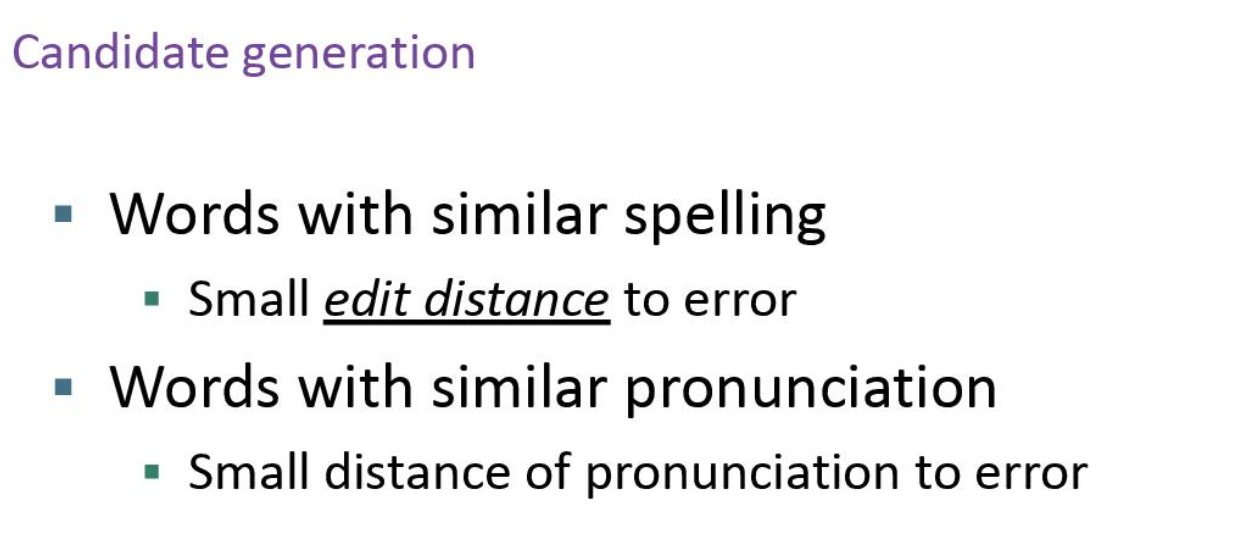 Candidate generation
▪ Words with similar spelling
▪ Small edit distance to error
▪ Words with similar pronunciation
▪ Small distance of pronunciation to error